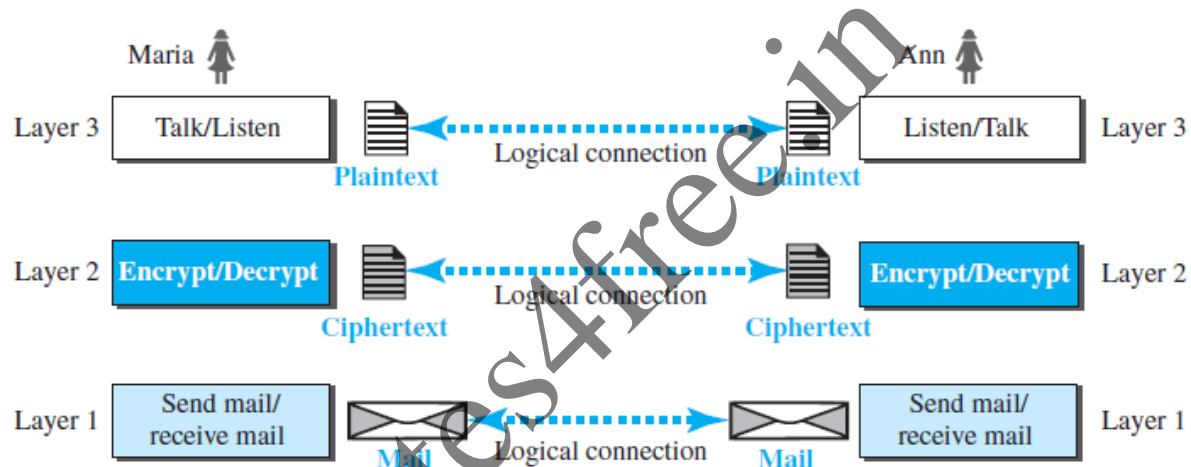 Maria
Ann
Layer 3
Talk/Listen
Logical connection
Listen/Talk
Layer 3
Plaintext
Plaintext
Layer 2
Encrypt/Decrypt
Logical connection
Encrypt/Decrypt
Layer 2
Ciphertext
Ciphertext
Layer 1
Send mail/
receive mail
Logical connection
Send mail/
receive mail
Layer 1
Mail
Mail
tes4free.in